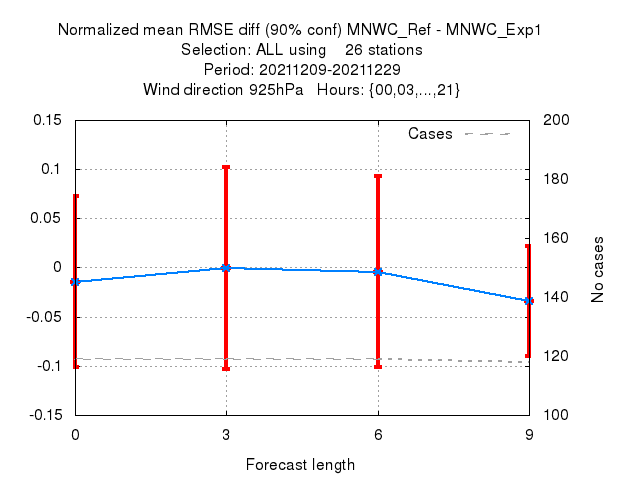 Normalized mean RMSE diff (90% conf) MNWC_Ref - MNWC_Exp1
Selection: ALL using 26 stations
Period: 20211209-20211229
Wind direction 925hPa Hours: {00,03,...,21}
Cases
0.15
0.1
0.05
0
-0.05
-0.1
-0.15
200
180
160
140
120
100
No cases
0 3 6 9
Forecast length